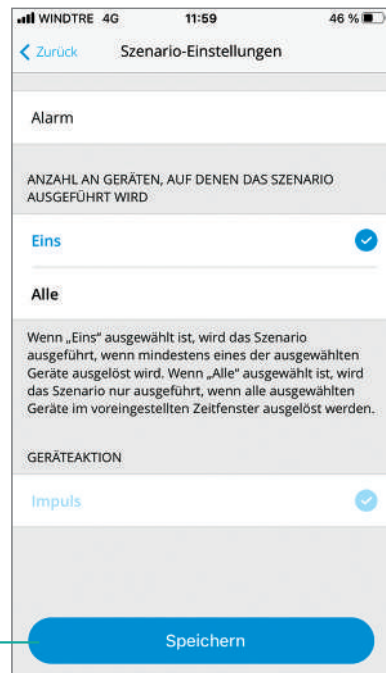 WINDTRE 4G 11:59 46 %
Zurück Szenario-Einstellungen
Alarm
ANZAHL AN GERÄTEN, AUF DENEN DAS SZENARIO
AUSGEFÜHRT WIRD
Eins
Alle
Wenn „Eins“ ausgewählt ist, wird das Szenario
ausgeführt, wenn mindestens eines der ausgewählten
Geräte ausgelöst wird. Wenn „Alle“ ausgewählt ist, wird
das Szenario nur ausgeführt, wenn alle ausgewählten
Geräte im voreingestellten Zeitfenster ausgelöst werden.
GERÄTEAKTION
Impuls
Speichern